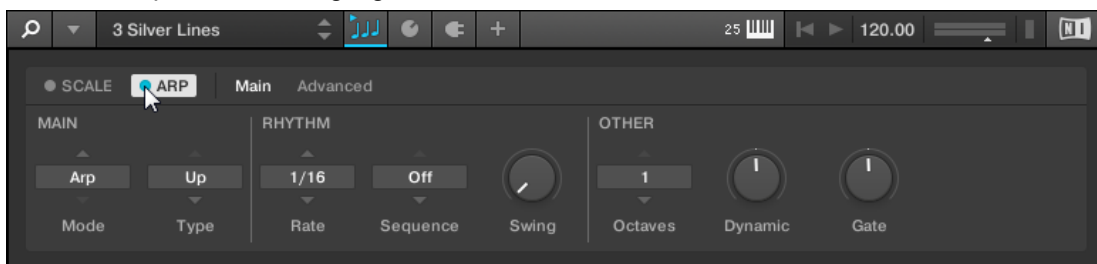 3 Silver Lines 25 120.00 NI
SCALE ARP Main Advanced
MAIN RHYTHM OTHER
Arp Up 1/16 Off 1
Mode Type Rate Sequence Swing Octaves Dynamic Gate